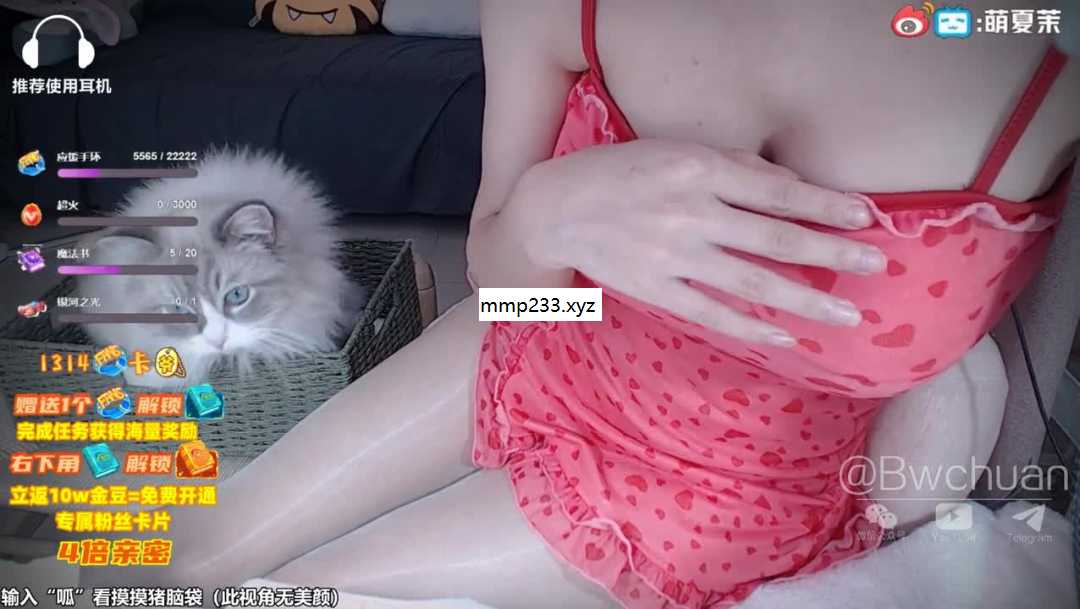 :萌夏茉
推荐使用耳机
应援手环 5565 / 22222
超火 0 / 3000
魔法书 5 / 20
银河之光 0 / 1
mmp233.xyz
1314 卡
赠送1个 解锁
完成任务获得海量奖励
右下角 解锁
立返10w金豆=免费开通
专属粉丝卡片
4倍亲密
@Bwchuan
YouTube
Telegram
输入“呱”看摸摸猪脑袋（此视角无美颜）